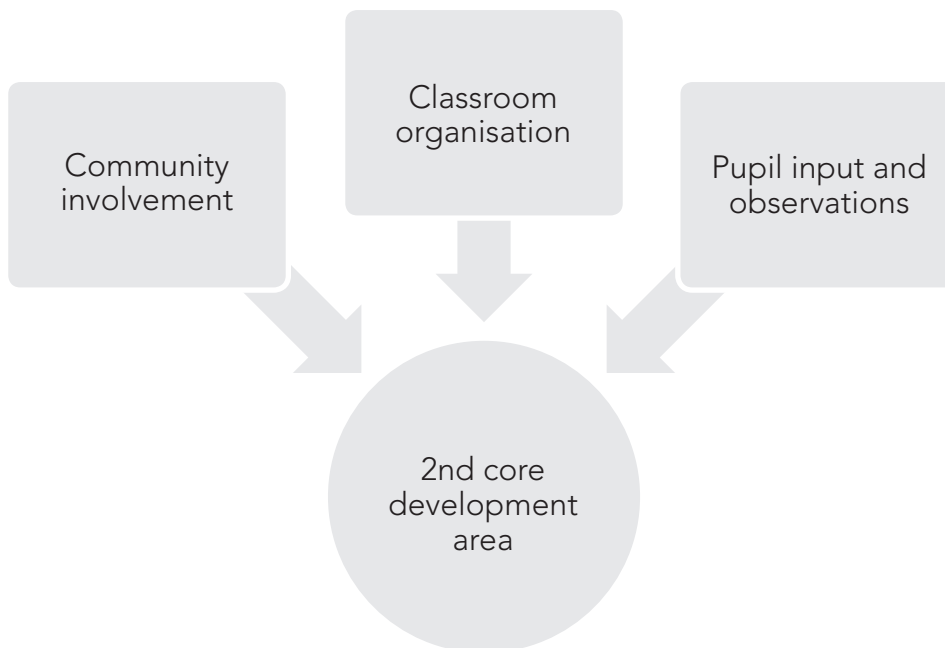 Community
involvement
Classroom
organisation
Pupil input and
observations
2nd core
development
area